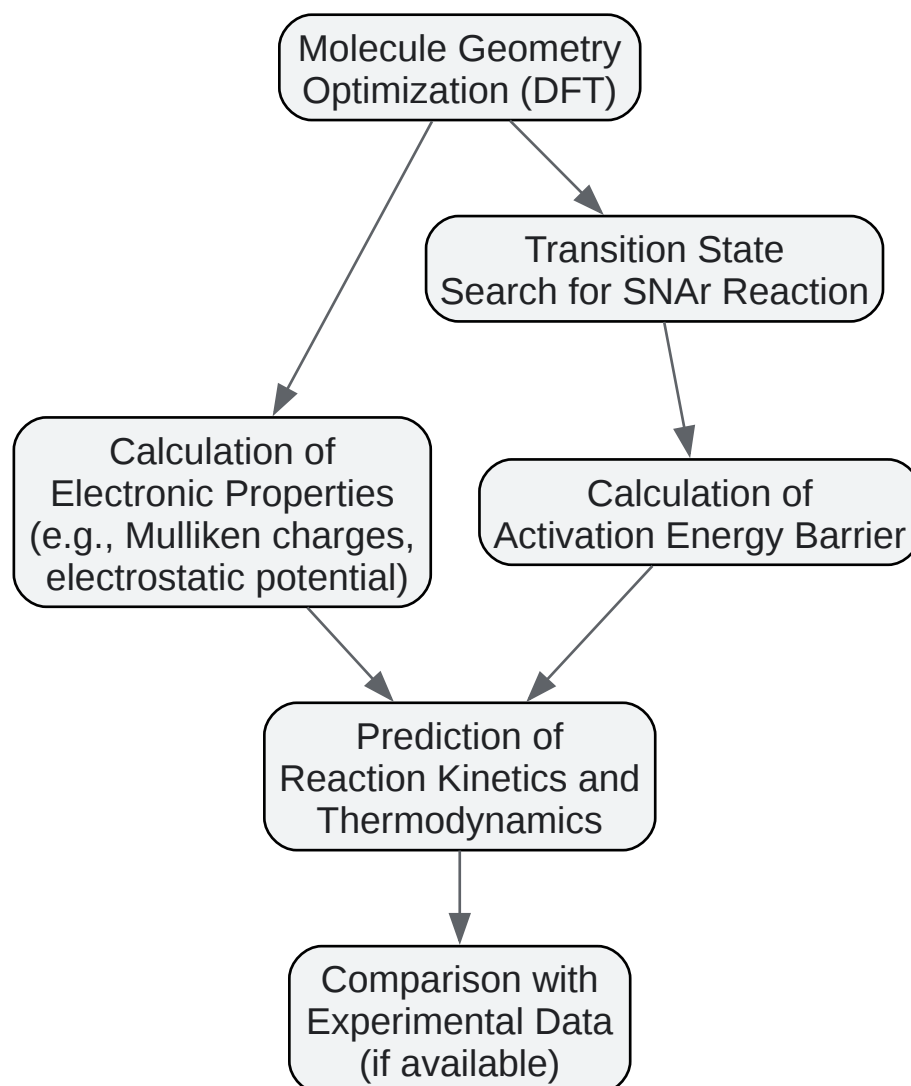 Molecule Geometry
Optimization (DFT)
Transition State
Search for SNAr Reaction
Calculation of
Electronic Properties
(e.g., Mulliken charges,
electrostatic potential)
Calculation of
Activation Energy Barrier
Prediction of
Reaction Kinetics and
Thermodynamics
Comparison with
Experimental Data
(if available)